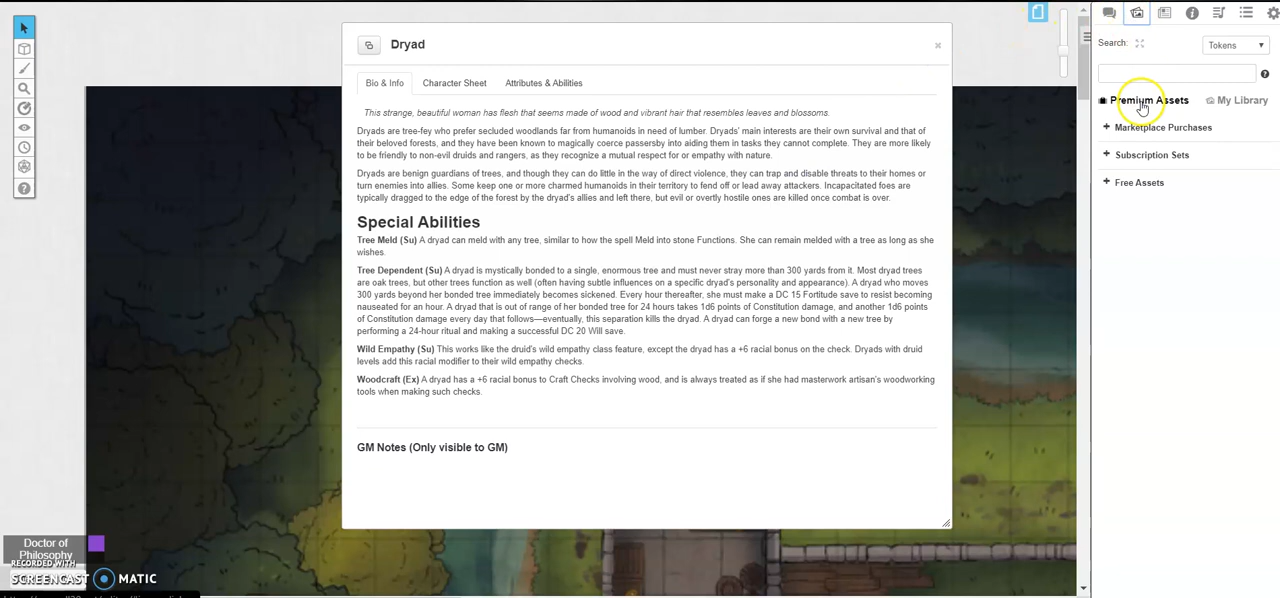 Dryad
Search:
Tokens
Bio & Info
Character Sheet
Attributes & Abilities
Premium Assets
My Library
This strange, beautiful woman has flesh that seems made of wood and vibrant hair that resembles leaves and blossoms.
Marketplace Purchases
Dryads are tree-fey who prefer secluded woodlands far from humanoids in need of lumber. Dryads' main interests are their own survival and that of
their beloved forests, and they have been known to magically coerce passersby into aiding them in tasks they cannot complete. They are more likely
to be friendly to non-evil druids and rangers, as they recognize a mutual respect for or empathy with nature.
Subscription Sets
Dryads are benign guardians of trees, and though they can do little in the way of direct violence, they can trap and disable threats to their homes or
turn enemies into allies. Some keep one or more charmed humanoids in their territory to fend off or lead away attackers. Incapacitated foes are
typically dragged to the edge of the forest by the dryad's allies and left there, but evil or overtly hostile ones are killed once combat is over.
Free Assets
Special Abilities
Tree Meld (Su) A dryad can meld with any tree, similar to how the spell Meld into stone Functions. She can remain melded with a tree as long as she
wishes.
Tree Dependent (Su) A dryad is mystically bonded to a single, enormous tree and must never stray more than 300 yards from it. Most dryad trees
are oak trees, but other trees function as well (often having subtle influences on a specific dryad's personality and appearance). A dryad who moves
300 yards beyond her bonded tree immediately becomes sickened. Every hour thereafter, she must make a DC 15 Fortitude save to resist becoming
nauseated for an hour. A dryad that is out of range of her bonded tree for 24 hours takes 1d6 points of Constitution damage, and another 1d6 points
of Constitution damage every day that follows—eventually, this separation kills the dryad. A dryad can forge a new bond with a new tree by
performing a 24-hour ritual and making a successful DC 20 Will save.
Wild Empathy (Su) This works like the druid's wild empathy class feature, except the dryad has a +6 racial bonus on the check. Dryads with druid
levels add this racial modifier to their wild empathy checks.
Woodcraft (Ex) A dryad has a +6 racial bonus to Craft Checks involving wood, and is always treated as if she had masterwork artisan's woodworking
tools when making such checks.
GM Notes (Only visible to GM)
Doctor of
Philosophy
RECORDED WITH
SCREENCAST MATIC